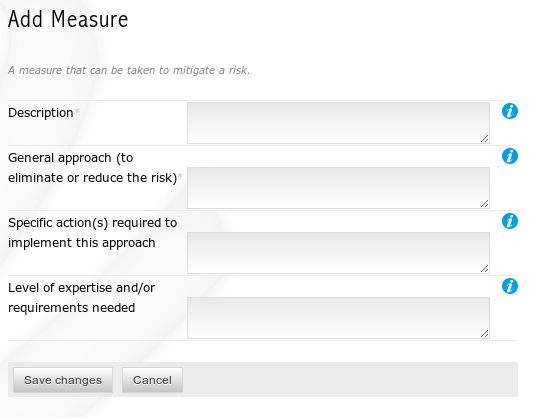 Add Measure
A measure that can be taken to mitigate a risk.
Description*
General approach (to
eliminate or reduce the risk)*
Specific action(s) required to
implement this approach
Level of expertise and/or
requirements needed
Save changes Cancel